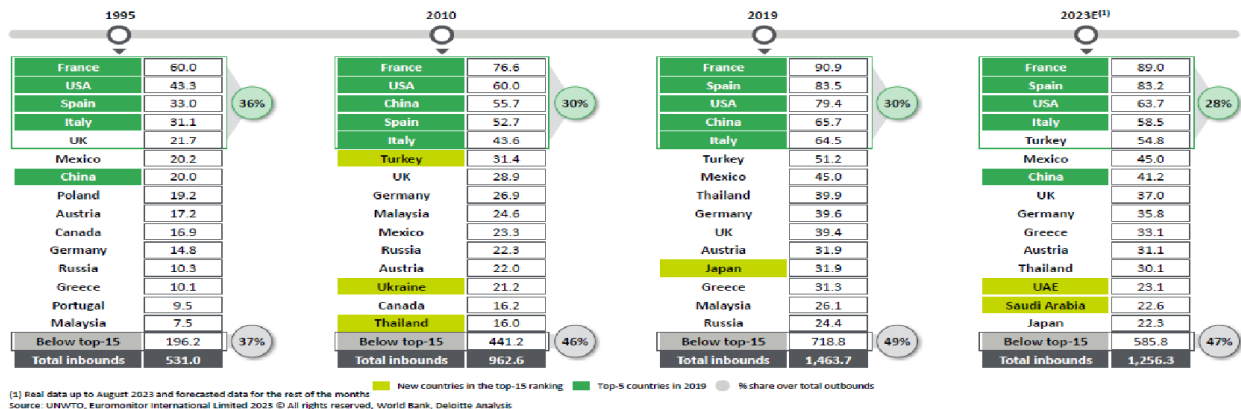 1995 2010 2019 2023E(1)
France 60.0 France 76.6 France 90.9 France 89.0
USA 43.3 USA 60.0 Spain 83.5 Spain 83.2
Spain 33.0 36% China 55.7 30% USA 79.4 30% USA 63.7 28%
Italy 31.1 Spain 52.7 China 65.7 Italy 58.5
UK 21.7 Italy 43.6 Italy 64.5 Turkey 54.8
Mexico 20.2 Turkey 31.4 Turkey 51.2 Mexico 45.0
China 20.0 UK 28.9 Mexico 45.0 China 41.2
Poland 19.2 Germany 26.9 Thailand 39.9 UK 37.0
Austria 17.2 Malaysia 24.6 Germany 39.6 Germany 35.8
Canada 16.9 Mexico 23.3 UK 39.4 Greece 33.1
Germany 14.8 Russia 22.3 Austria 31.9 Austria 31.1
Russia 10.3 Austria 22.0 Japan 31.9 Thailand 30.1
Greece 10.1 Ukraine 21.2 Greece 31.3 UAE 23.1
Portugal 9.5 Canada 16.2 Malaysia 26.1 Saudi Arabia 22.6
Malaysia 7.5 Thailand 16.0 Russia 24.4 Japan 22.3
Below top-15 196.2 37% Below top-15 441.2 46% Below top-15 718.8 49% Below top-15 585.8 47%
Total inbounds 531.0 Total inbounds 962.6 Total inbounds 1,463.7 Total inbounds 1,256.3
New countries in the top-15 ranking Top-5 countries in 2019 % share over total outbounds
(1) Real data up to August 2023 and forecasted data for the rest of the months
Source: UNWTO, Euromonitor International Limited 2023 © All rights reserved, World Bank, Deloitte Analysis